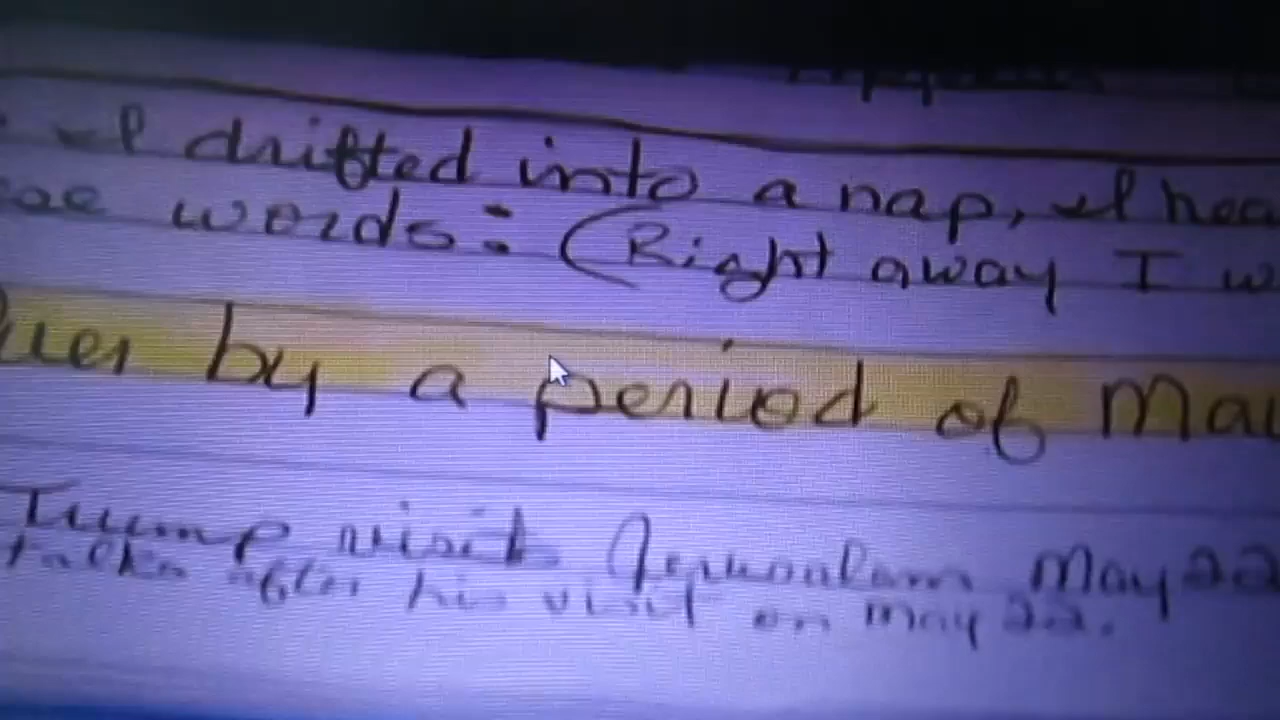 I drifted into a nap, I hea
words: (Right away I w
by a period of Ma
Trump visit Jerusalem May 22
talks after his visit on May 22.